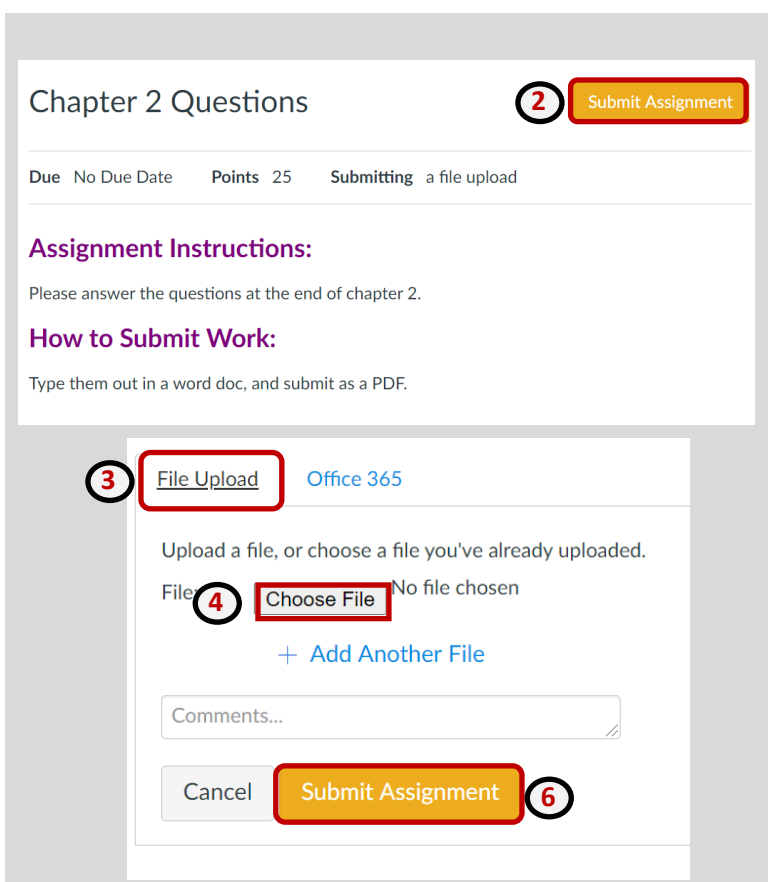 Chapter 2 Questions 2 Submit Assignment
Due No Due Date Points 25 Submitting a file upload
Assignment Instructions:
Please answer the questions at the end of chapter 2.
How to Submit Work:
Type them out in a word doc, and submit as a PDF.
3 File Upload Office 365
Upload a file, or choose a file you've already uploaded.
File: 4 Choose File No file chosen
+ Add Another File
Comments...
Cancel Submit Assignment 6